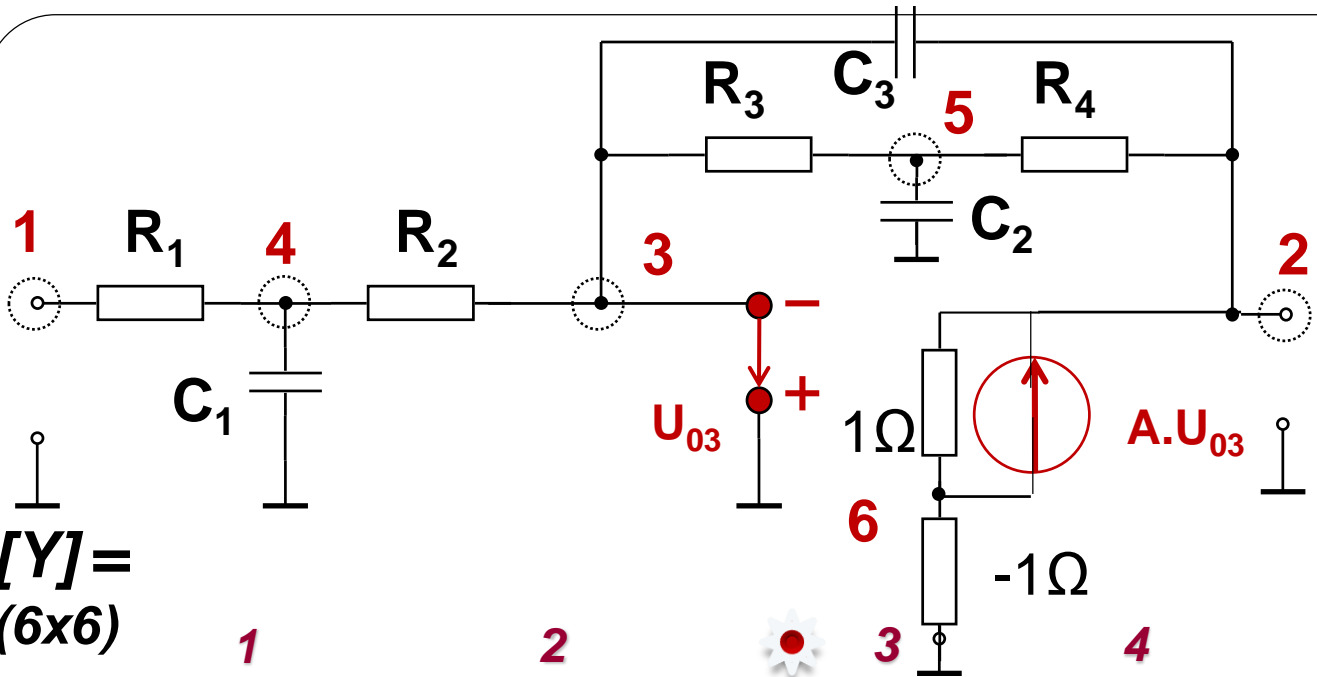 C₃
R₃
R₄
5
1
R₁
4
R₂
3
C₂
2
–
+
C₁
U₀₃
1Ω
A.U₀₃
6
-1Ω
[Y]=
(6x6)
1 2 3 4